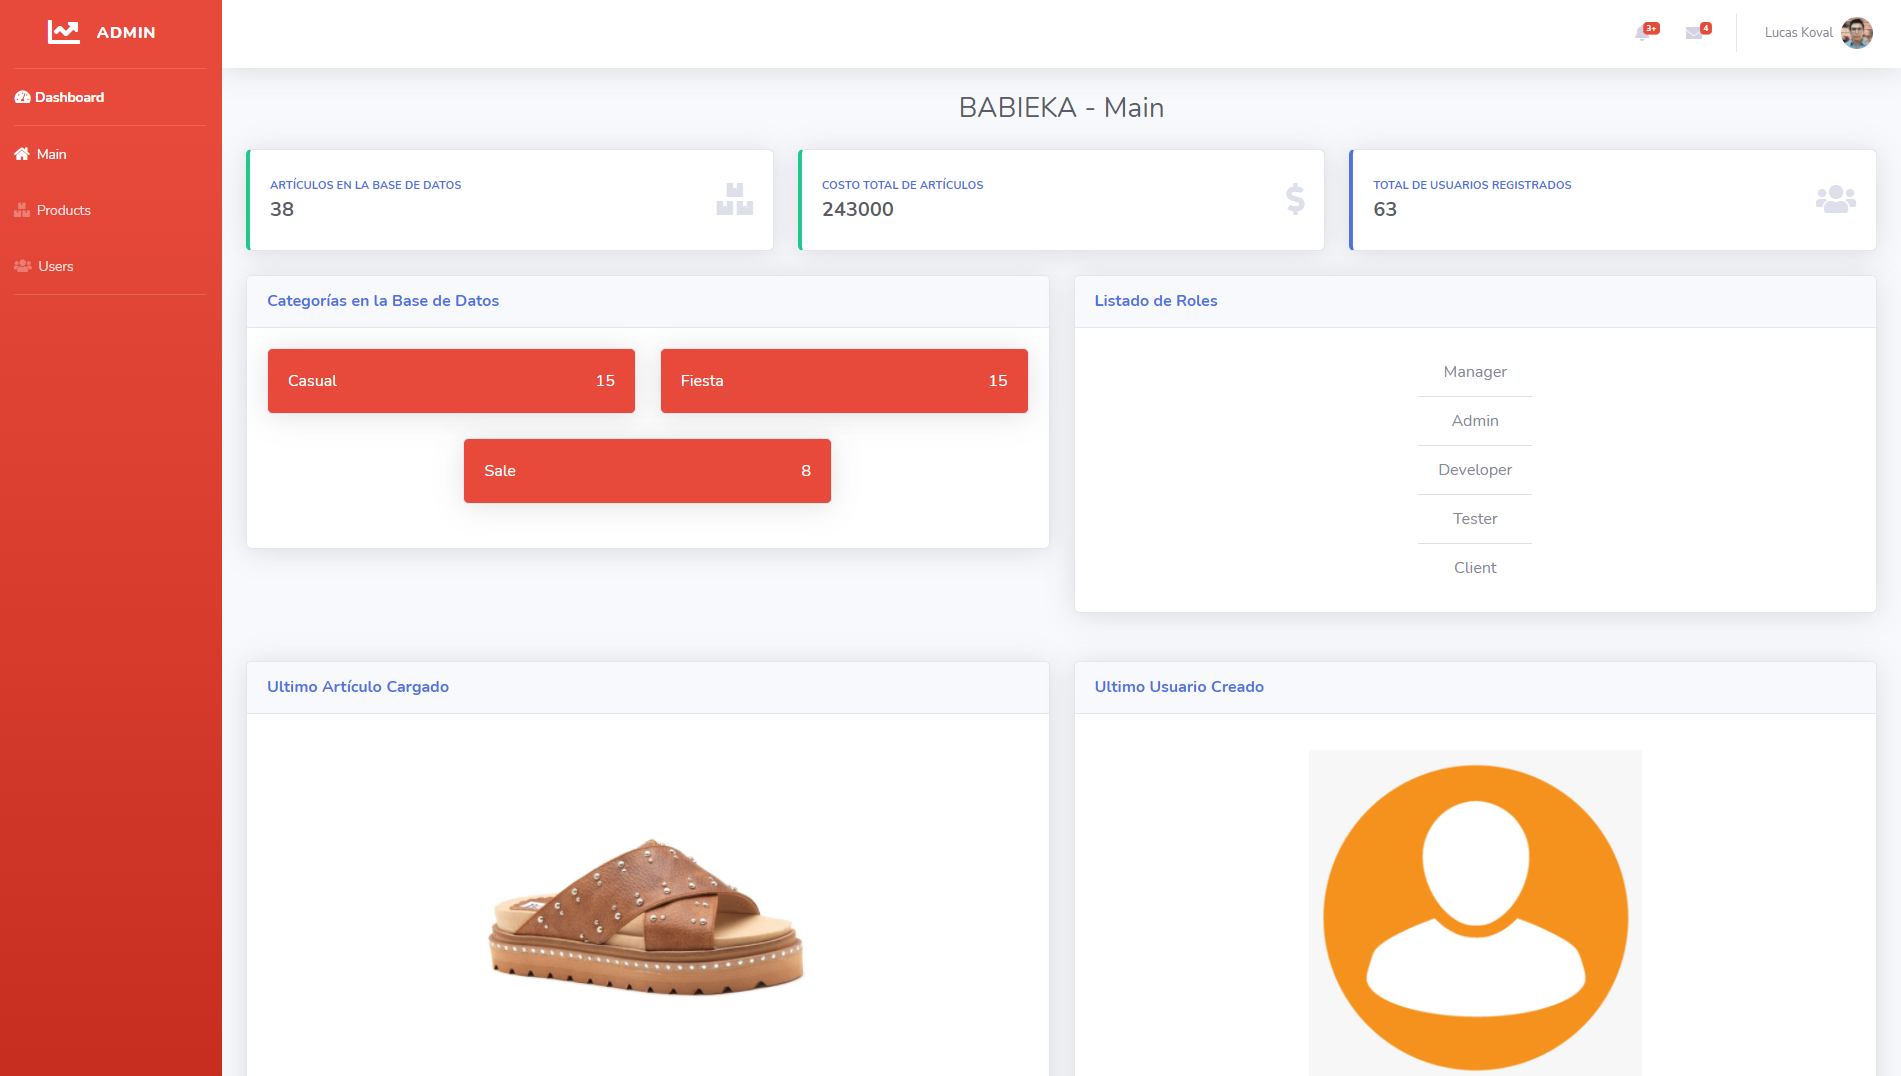 ADMIN
Dashboard
Main
Products
Users
3+
4
Lucas Koval
BABIEKA - Main
ARTÍCULOS EN LA BASE DE DATOS
38
COSTO TOTAL DE ARTÍCULOS
243000
TOTAL DE USUARIOS REGISTRADOS
63
Categorías en la Base de Datos
Casual 15
Fiesta 15
Sale 8
Listado de Roles
Manager
Admin
Developer
Tester
Client
Ultimo Artículo Cargado
Ultimo Usuario Creado